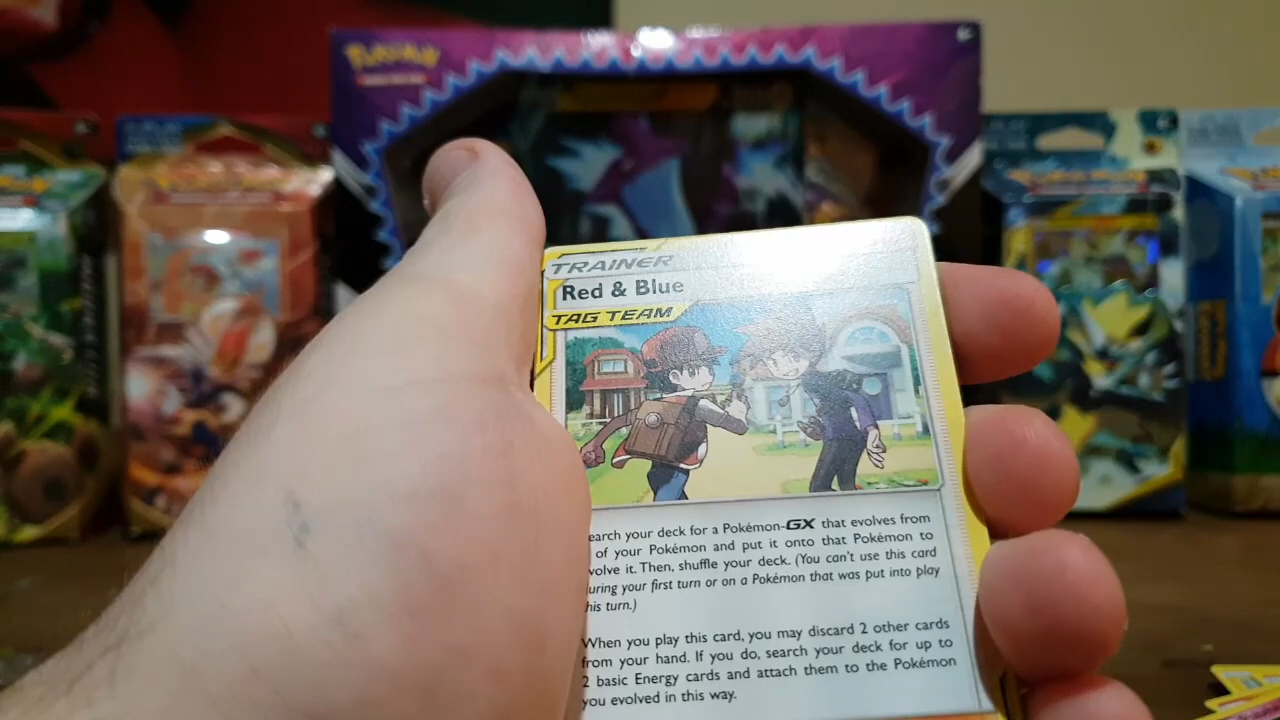 POKéMON
TRAINER
Red & Blue
TAG TEAM
earch your deck for a Pokémon-GX that evolves from
of your Pokémon and put it onto that Pokémon to
volve it. Then, shuffle your deck. (You can't use this card
uring your first turn or on a Pokémon that was put into play
his turn.)
When you play this card, you may discard 2 other cards
from your hand. If you do, search your deck for up to
2 basic Energy cards and attach them to the Pokémon
you evolved in this way.